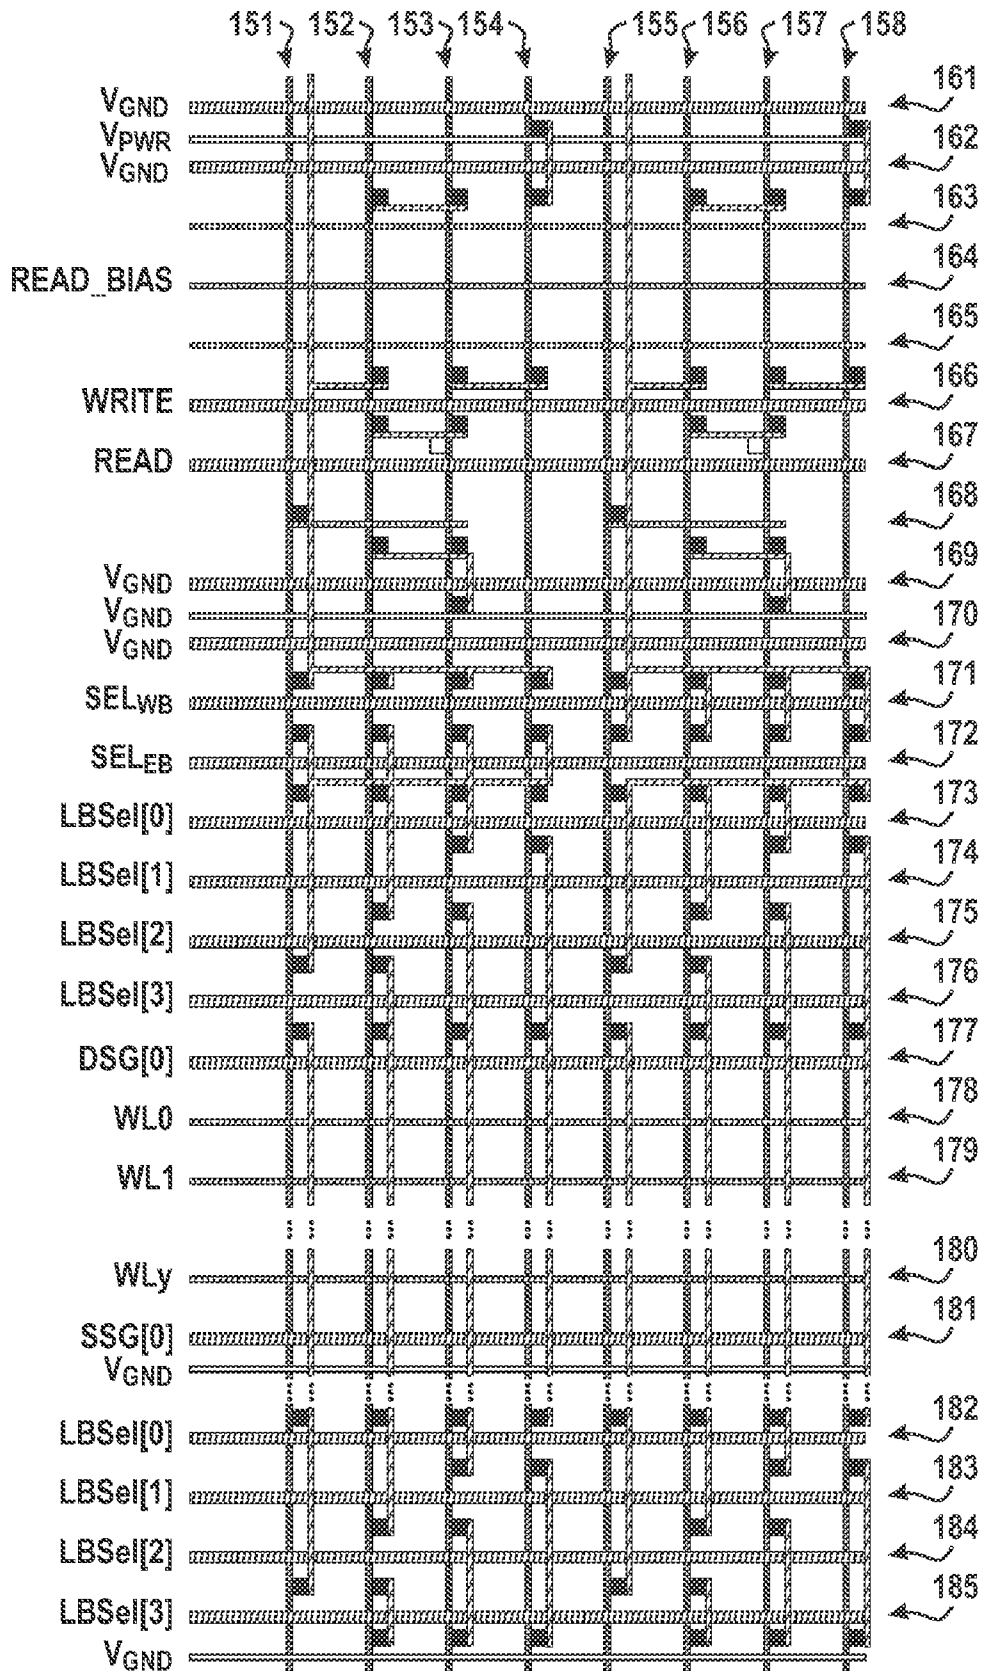 151 152 153 154 155 156 157 158
VGND 161
VPWR
VGND 162
163
READ_BIAS 164
165
WRITE 166
READ 167
168
VGND 169
VGND
VGND 170
SELWB 171
SELEB 172
LBSel[0] 173
LBSel[1] 174
LBSel[2] 175
LBSel[3] 176
DSG[0] 177
WL0 178
WL1 179
WLy 180
SSG[0] 181
VGND
LBSel[0] 182
LBSel[1] 183
LBSel[2] 184
LBSel[3] 185
VGND